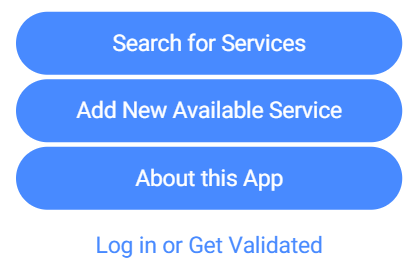 Search for Services
Add New Available Service
About this App
Log in or Get Validated